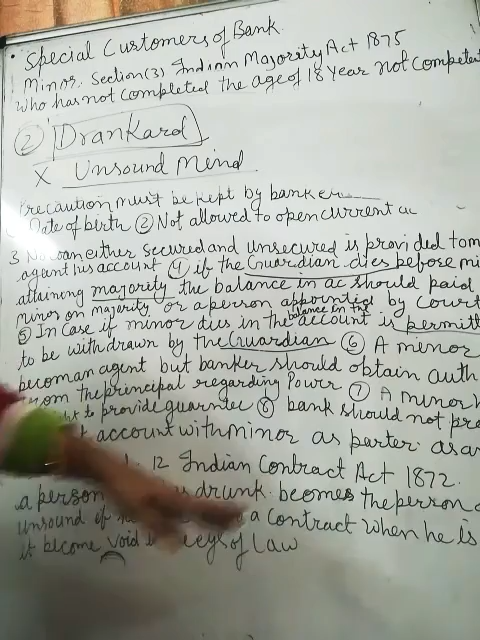 • Special Customers of Bank.
Minor. Section(3) Indian Majority Act 1875
who has not completed the age of 18 year not competent
② Drankard
X Unsound Mind
Precaution must be kept by banker
Date of birth ② Not allowed to open current ac
3 No loan either secured and unsecured is provided to m
against his account ④ if the Guardian dies before mi
attaining majority the balance in ac should paid
minor on majority or a person appointed by court
⑤ In Case if minor dies in the balance in the account is permitt
to be withdrawn by the Guardian ⑥ A minor
becom an agent but banker should obtain auth
from the principal regarding Power ⑦ A minor h
to provide guarntee ⑧ bank should not
account with minor as parter as a
12 Indian Contract Act 1872.
a person drunk becomes the person
unsound of a Contract when he is
it become void eyes of law